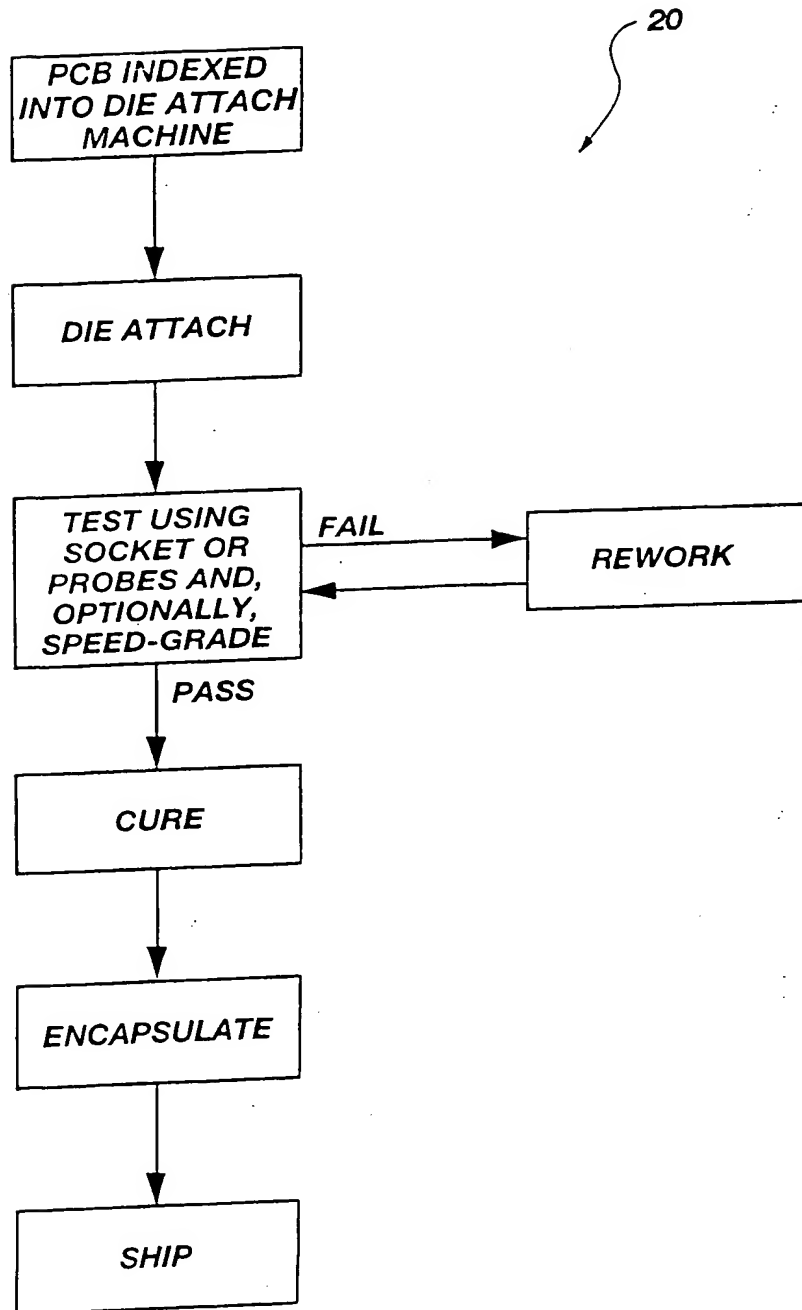 20
PCB INDEXED
INTO DIE ATTACH
MACHINE
DIE ATTACH
TEST USING
SOCKET OR
PROBES AND,
OPTIONALLY,
SPEED-GRADE
FAIL
REWORK
PASS
CURE
ENCAPSULATE
SHIP